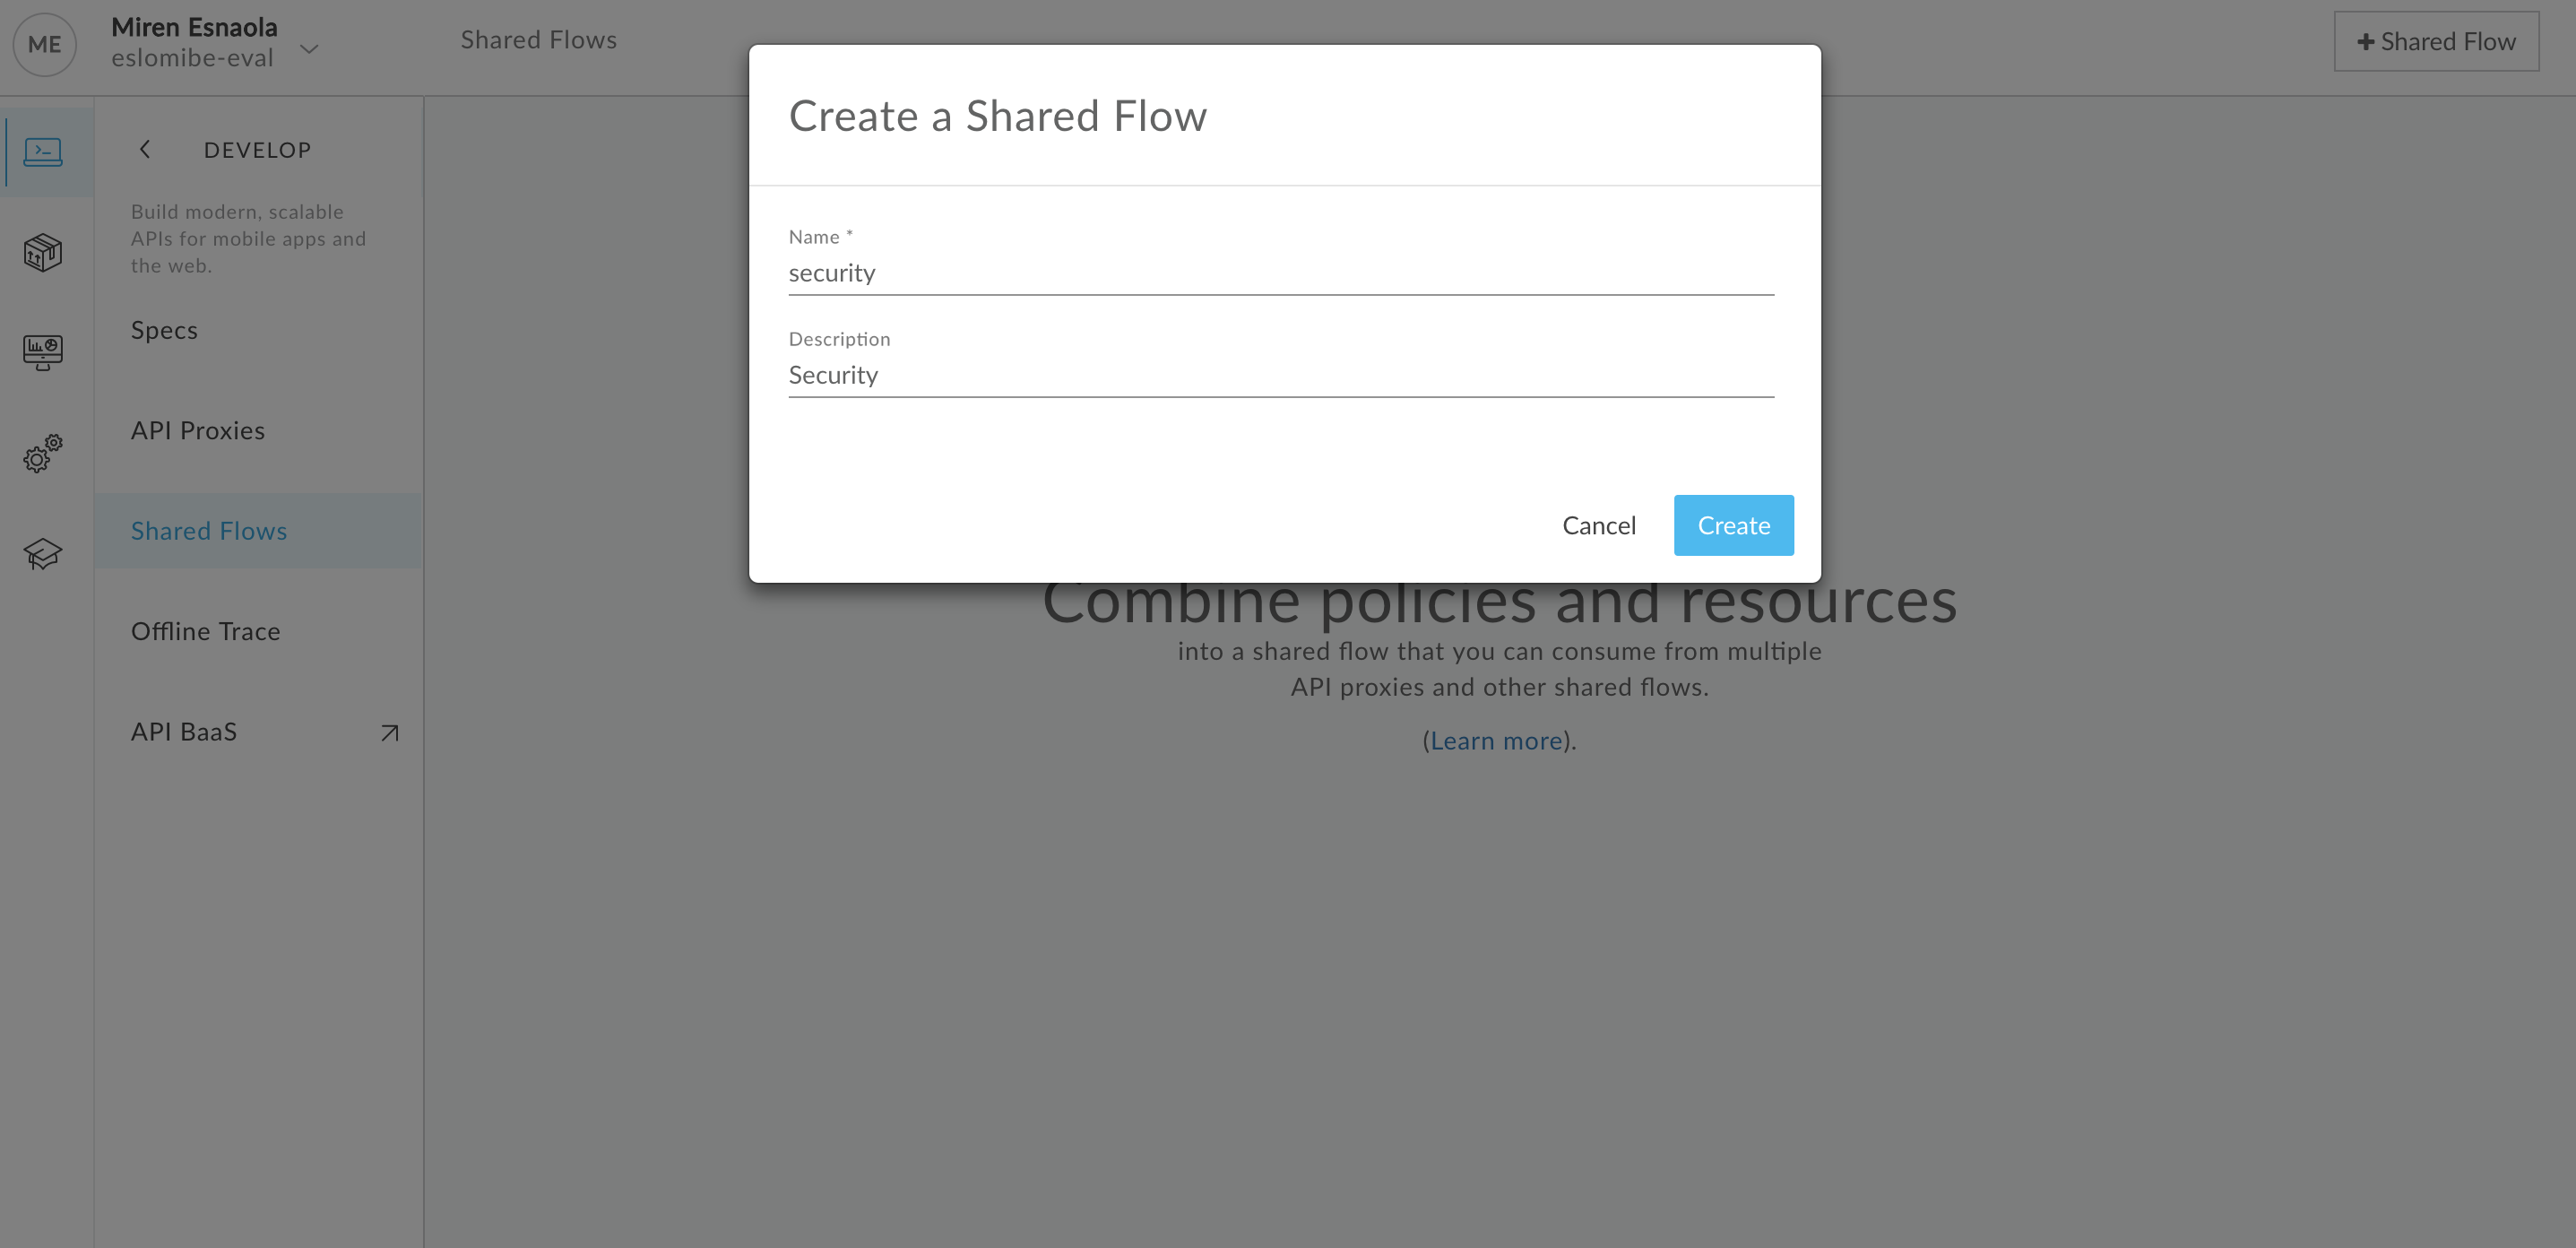 ME
Miren Esnaola
eslomibe-eval
Shared Flows
+ Shared Flow
DEVELOP
Build modern, scalable
APIs for mobile apps and
the web.
Specs
API Proxies
Shared Flows
Offline Trace
API BaaS
Create a Shared Flow
Name *
security
Description
Security
Cancel
Create
Combine policies and resources
into a shared flow that you can consume from multiple
API proxies and other shared flows.
(Learn more).